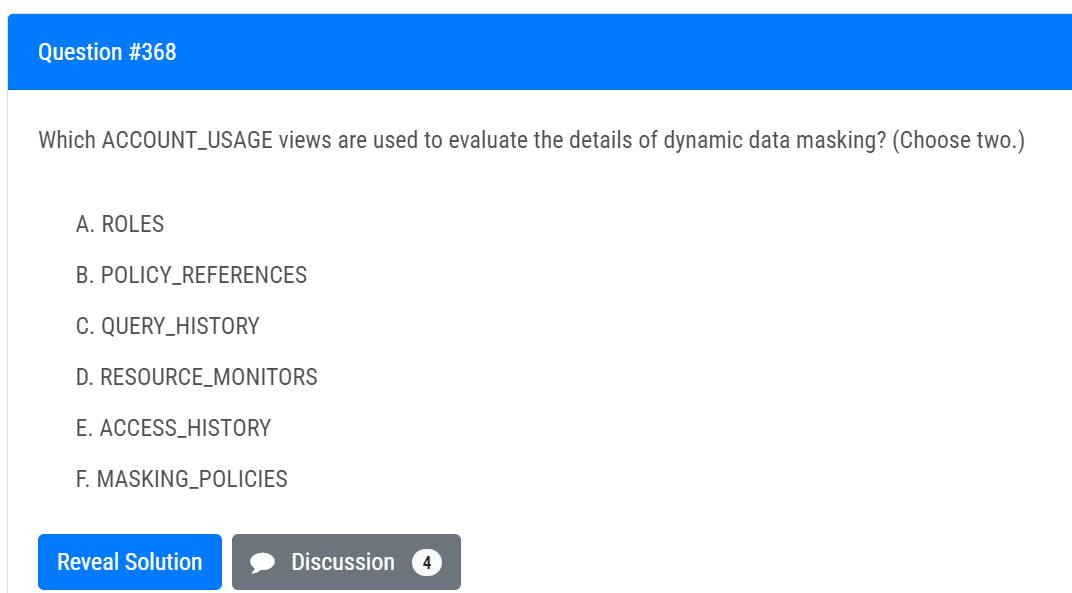 Question #368
Which ACCOUNT_USAGE views are used to evaluate the details of dynamic data masking? (Choose two.)
A. ROLES
B. POLICY_REFERENCES
C. QUERY_HISTORY
D. RESOURCE_MONITORS
E. ACCESS_HISTORY
F. MASKING_POLICIES
Reveal Solution Discussion 4